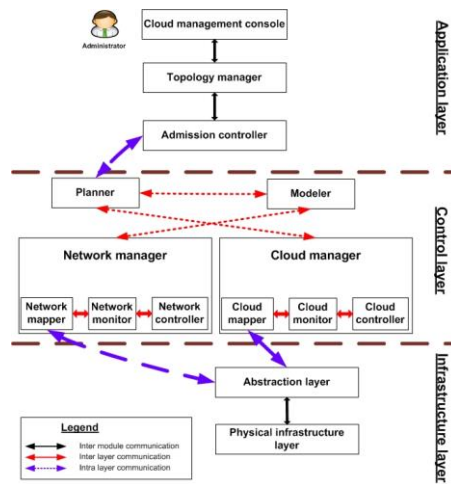 Cloud management console
Administrator
Topology manager
Admission controller
Application layer
Planner
Modeler
Control layer
Network manager
Cloud manager
Network mapper
Network monitor
Network controller
Cloud mapper
Cloud monitor
Cloud controller
Infrastructure layer
Abstraction layer
Physical infrastructure
layer
Legend
Inter module communication
Inter layer communication
Intra layer communication